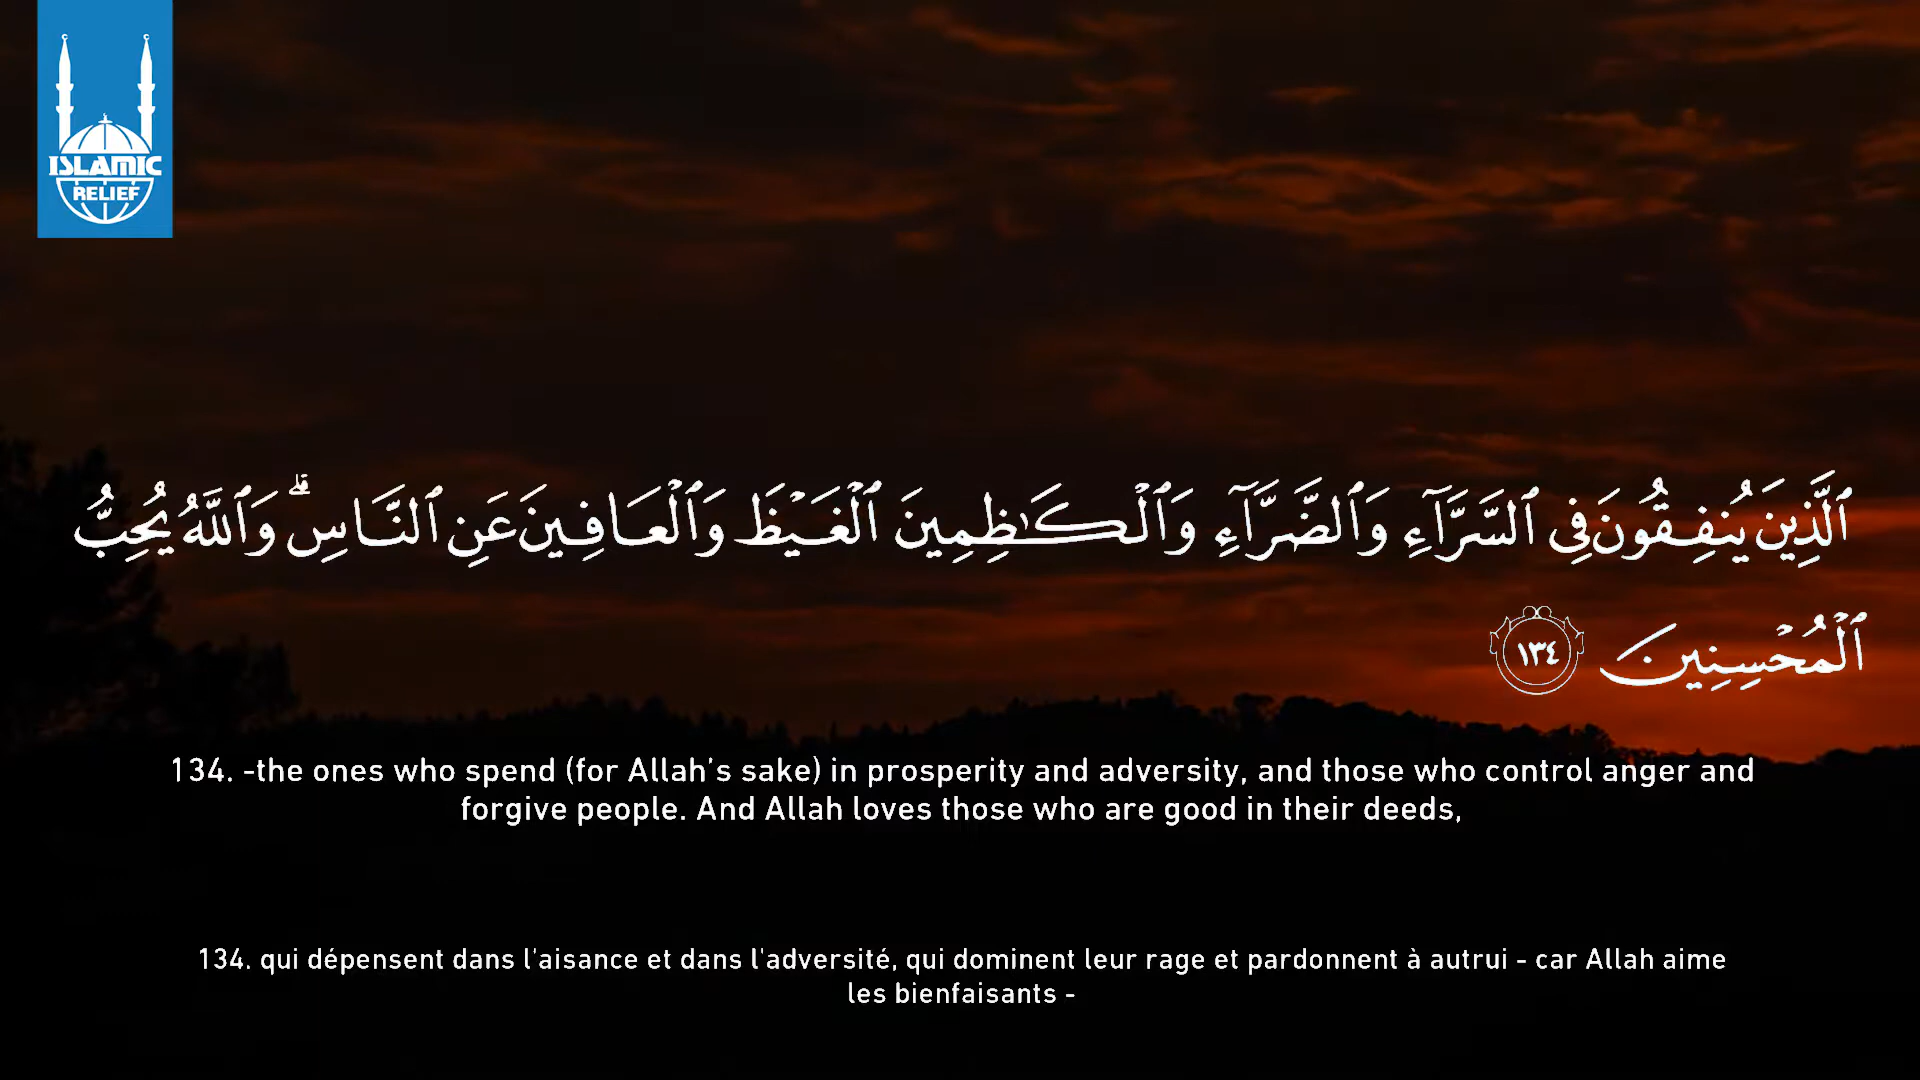 ISLAMIC
RELIEF
ٱلَّذِينَ يُنفِقُونَ فِى ٱلسَّرَّآءِ وَٱلضَّرَّآءِ وَٱلْكَـٰظِمِينَ ٱلْغَيْظَ وَٱلْعَافِينَ عَنِ ٱلنَّاسِ ۗ وَٱللَّهُ يُحِبُّ
ٱلْمُحْسِنِينَ ١٣٤
134. -the ones who spend (for Allah’s sake) in prosperity and adversity, and those who control anger and
forgive people. And Allah loves those who are good in their deeds,
134. qui dépensent dans l'aisance et dans l'adversité, qui dominent leur rage et pardonnent à autrui - car Allah aime
les bienfaisants -